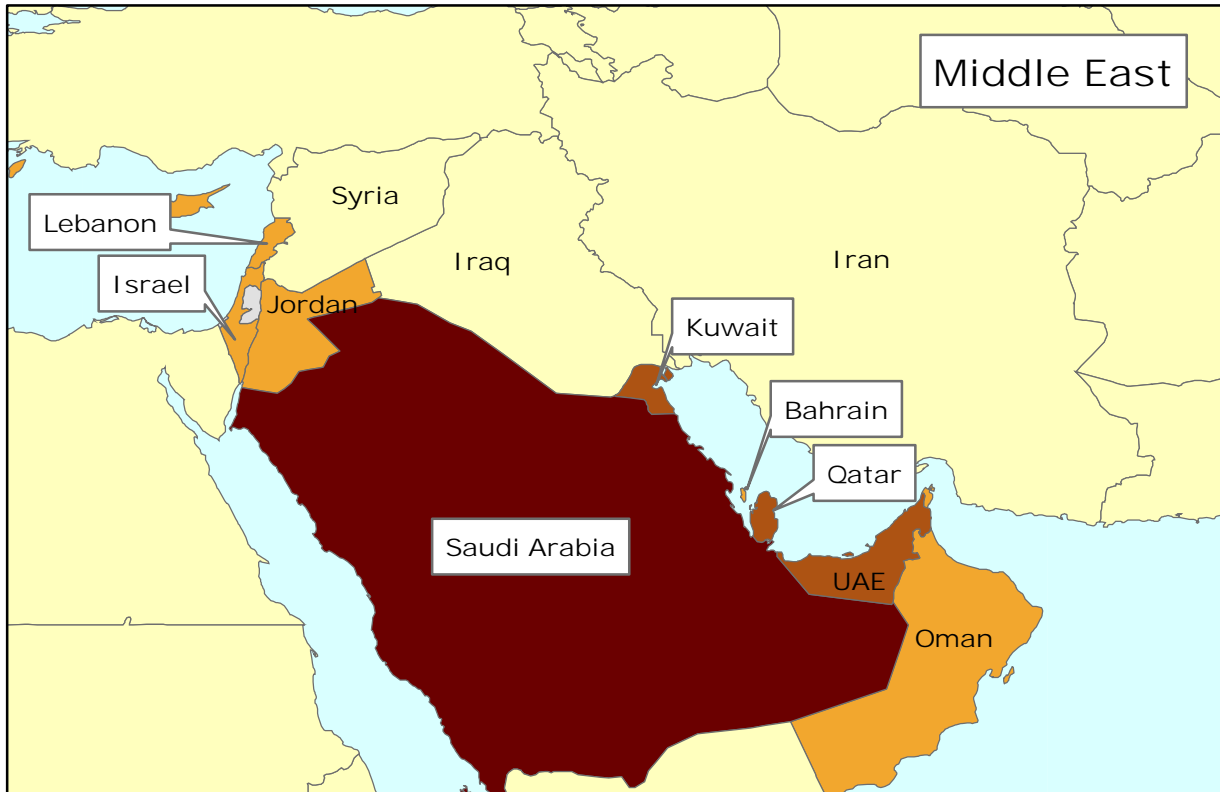 Middle East
Syria
Lebanon
Iraq
Iran
Israel
Jordan
Kuwait
Bahrain
Qatar
Saudi Arabia
UAE
Oman